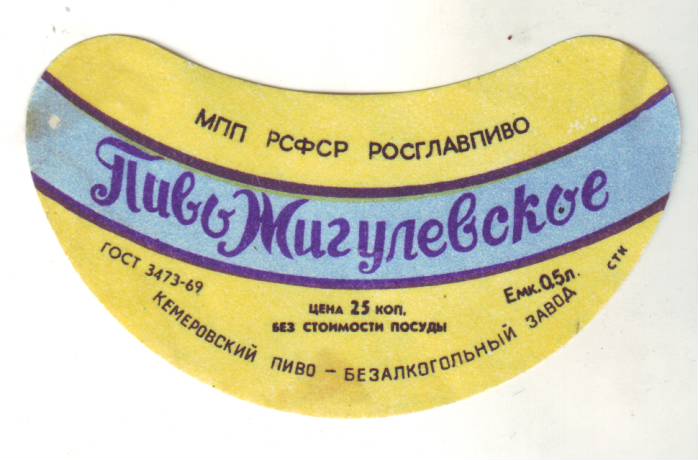 МПП РСФСР РОСГЛАВПИВО
Пиво Жигулевское
ГОСТ 3473-69
ЦЕНА 25 КОП.
БЕЗ СТОИМОСТИ ПОСУДЫ
Емк. 0,5л.
КЕМЕРОВСКИЙ ПИВО – БЕЗАЛКОГОЛЬНЫЙ ЗАВОД
СТК